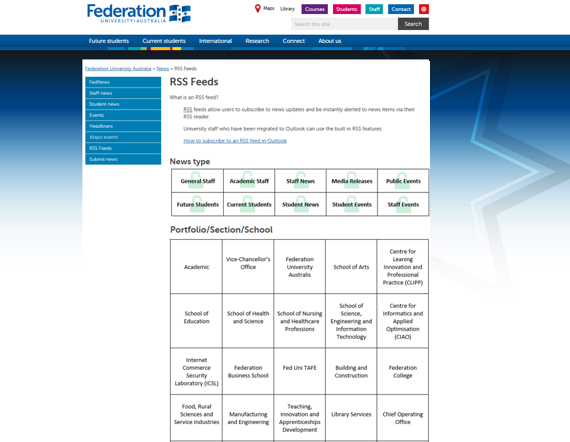 Federation
UNIVERSITY • AUSTRALIA
Maps Library Courses Students Staff Contact
Search this site Search
Future students Current students International Research Connect About us
Federation University Australia > News > RSS Feeds
FedNews
Staff news
Student news
Events
Headliners
Major events
RSS Feeds
Submit news
RSS Feeds
What is an RSS feed?
RSS feeds allow users to subscribe to news updates and be instantly alerted to news items via their
RSS reader
University staff who have been migrated to Outlook can use the built in RSS features.
How to subscribe to an RSS feed in Outlook
News type
General Staff Academic Staff Staff News Media Releases Public Events
Future Students Current Students Student News Student Events Staff Events
Portfolio/Section/School
Academic
Vice-Chancellor's
Office
Federation
University
Australia
School of Arts
Centre for
Leaning
Innovation and
Professional
Practice (CLIPP)
School of
Education
School of Health
and Science
School of Nursing
and Healthcare
Professions
School of
Science,
Engineering and
Information
Technology
Centre for
Informatics and
Applied
Optimisation
(CIAO)
Internet
Commerce
Security
Laboratory (ICSL)
Federation
Business School
Fed Uni TAFE
Building and
Construction
Federation
College
Food, Rural
Sciences and
Service Industries
Manufacturing
and Engineering
Teaching,
Innovation and
Apprenticeships
Development
Library Services
Chief Operating
Office